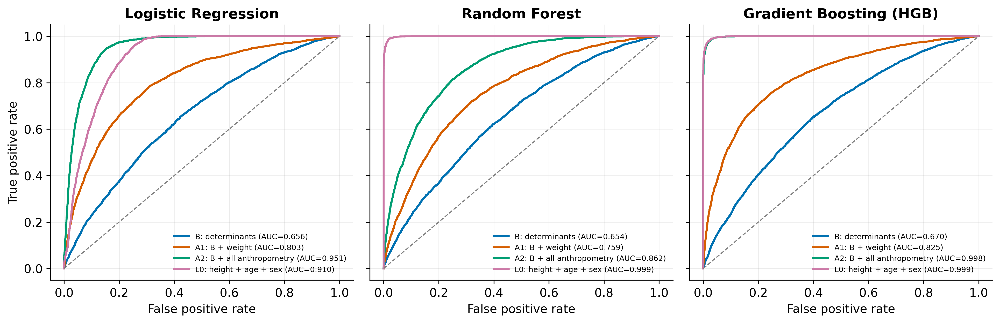 Logistic Regression
True positive rate
1.0
0.8
0.6
0.4
0.2
0.0
B: determinants (AUC=0.656)
A1: B + weight (AUC=0.803)
A2: B + all anthropometry (AUC=0.951)
L0: height + age + sex (AUC=0.910)
0.0 0.2 0.4 0.6 0.8 1.0
False positive rate
Random Forest
B: determinants (AUC=0.654)
A1: B + weight (AUC=0.759)
A2: B + all anthropometry (AUC=0.862)
L0: height + age + sex (AUC=0.999)
0.0 0.2 0.4 0.6 0.8 1.0
False positive rate
Gradient Boosting (HGB)
B: determinants (AUC=0.670)
A1: B + weight (AUC=0.825)
A2: B + all anthropometry (AUC=0.998)
L0: height + age + sex (AUC=0.999)
0.0 0.2 0.4 0.6 0.8 1.0
False positive rate